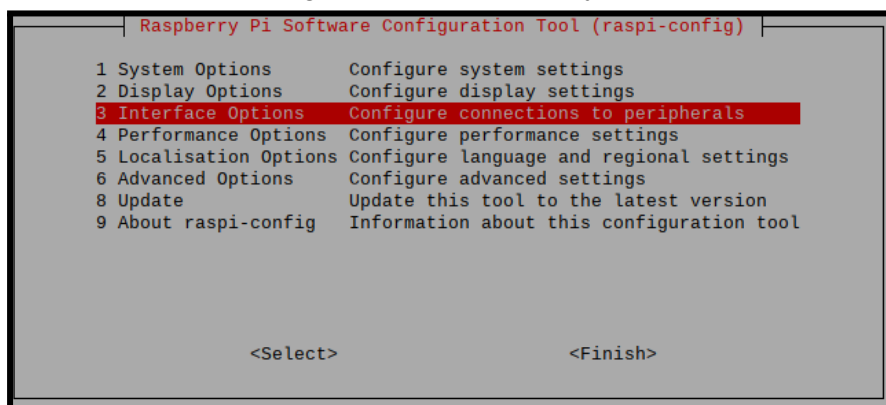 Raspberry Pi Software Configuration Tool (raspi-config)
1 System Options Configure system settings
2 Display Options Configure display settings
3 Interface Options Configure connections to peripherals
4 Performance Options Configure performance settings
5 Localisation Options Configure language and regional settings
6 Advanced Options Configure advanced settings
8 Update Update this tool to the latest version
9 About raspi-config Information about this configuration tool
<Select> <Finish>